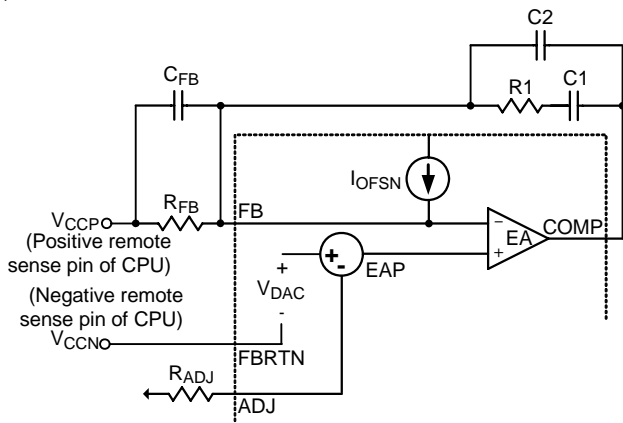 C2
CFB
R1
C1
IOFSN
RFB
FB
VCCP
(Positive remote
sense pin of CPU)
−
EA
COMP
+
+
-
EAP
+
VDAC
-
(Negative remote
sense pin of CPU)
VCCN
FBRTN
RADJ
ADJ